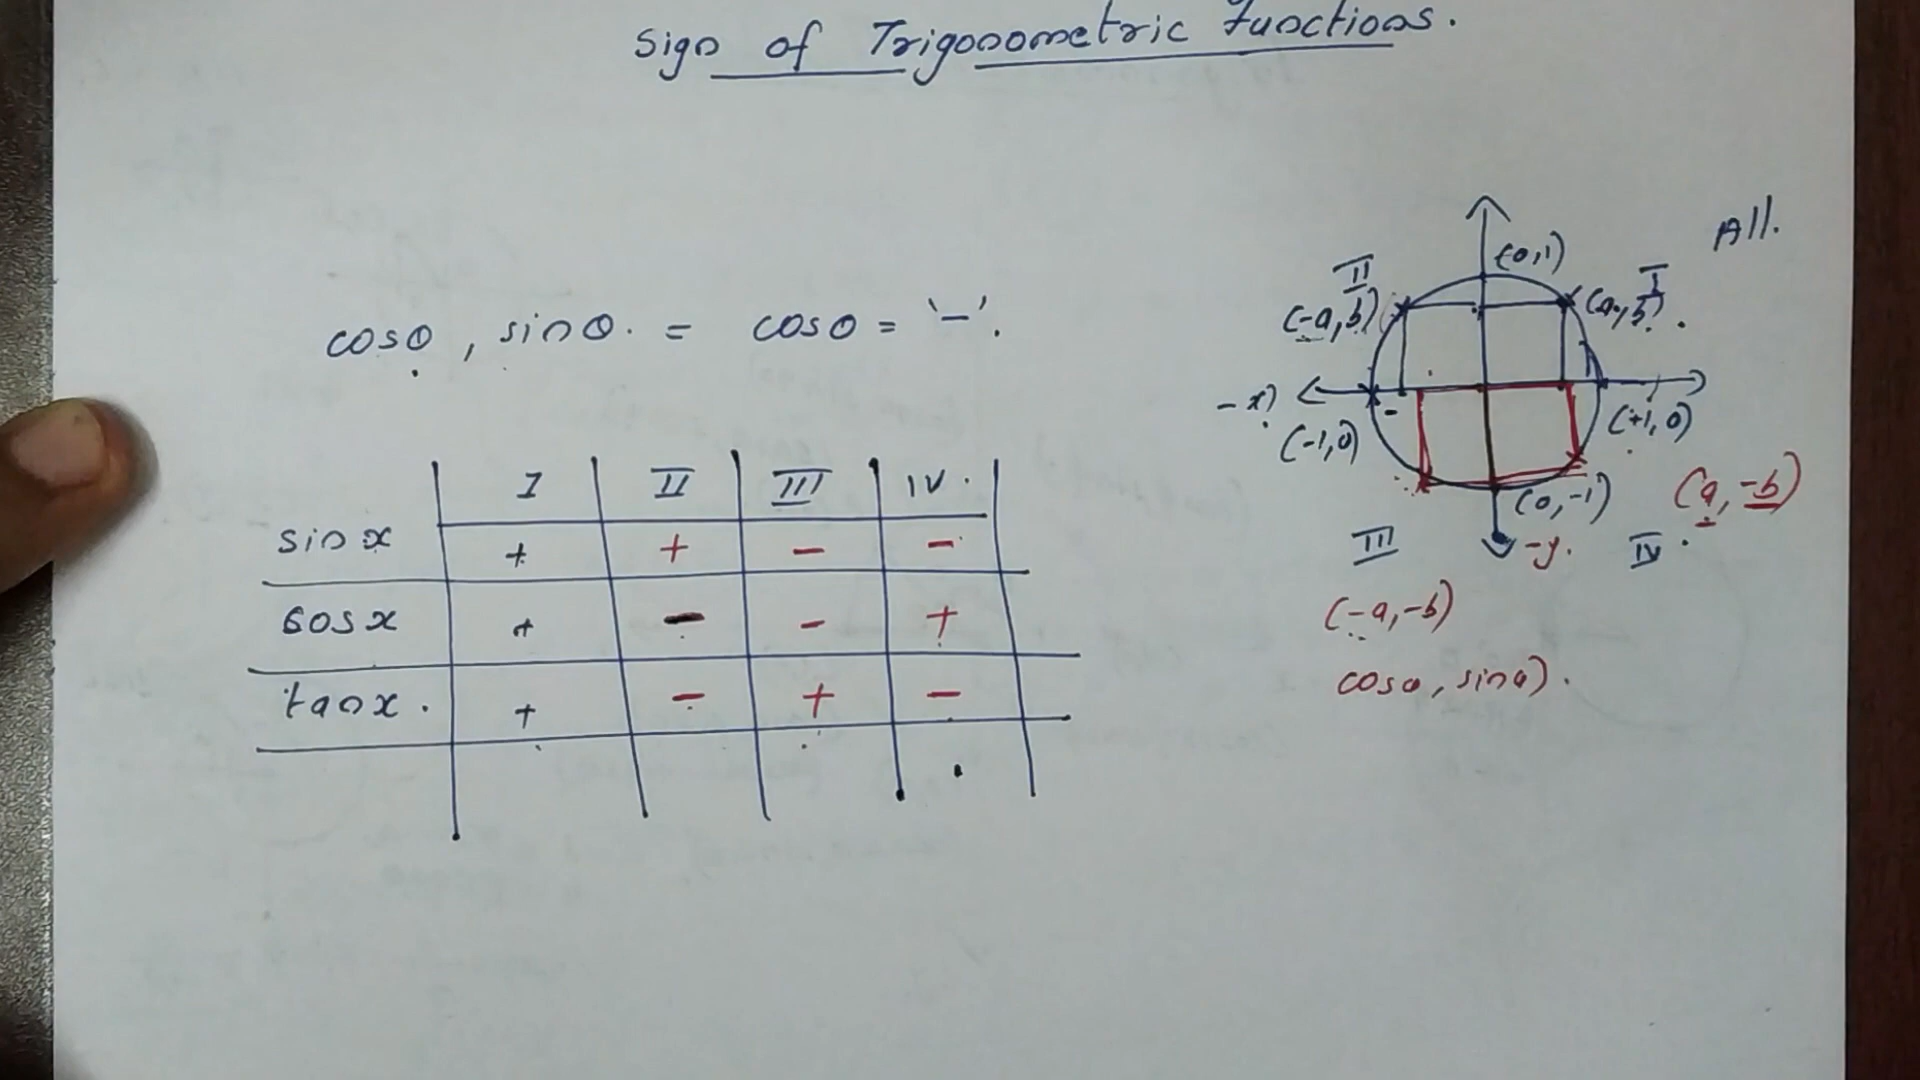 Sign of Trigonometric Functions.
All.
(0,1)
II
I
(-a,b)
(a,b).
cosθ, sinθ. = cosθ = '-'.
-x)
(-1,0)
(+1,0)
I II III IV.
(0,-1)
(a,-b)
sin x + + - -
III
-y.
IV.
cos x + - - +
(-a,-b)
tan x. + - + -
cosθ, sinθ).